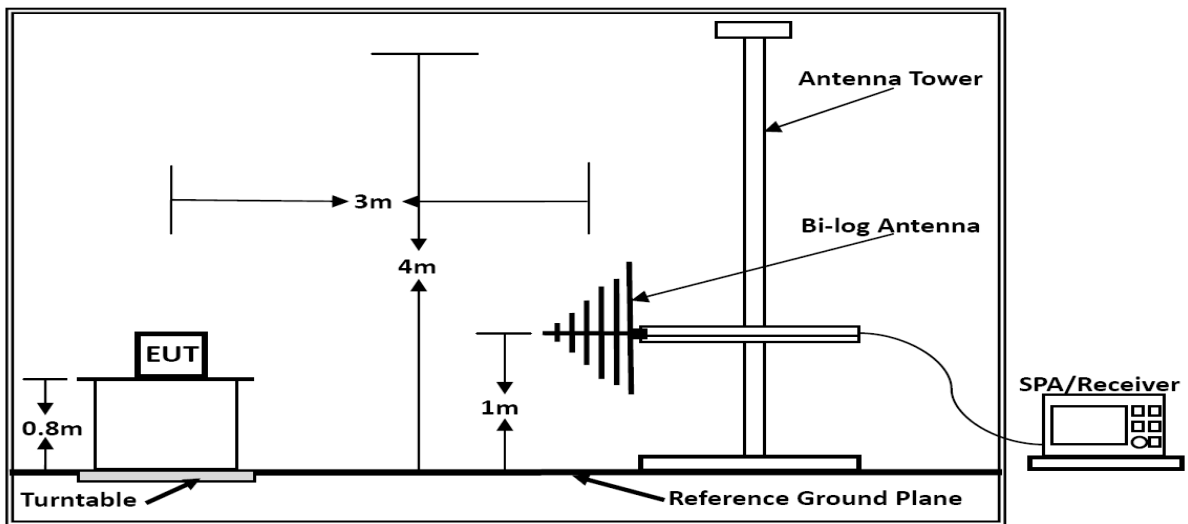 Antenna Tower
3m
Bi-log Antenna
4m
EUT
SPA/Receiver
1m
0.8m
Turntable
Reference Ground Plane